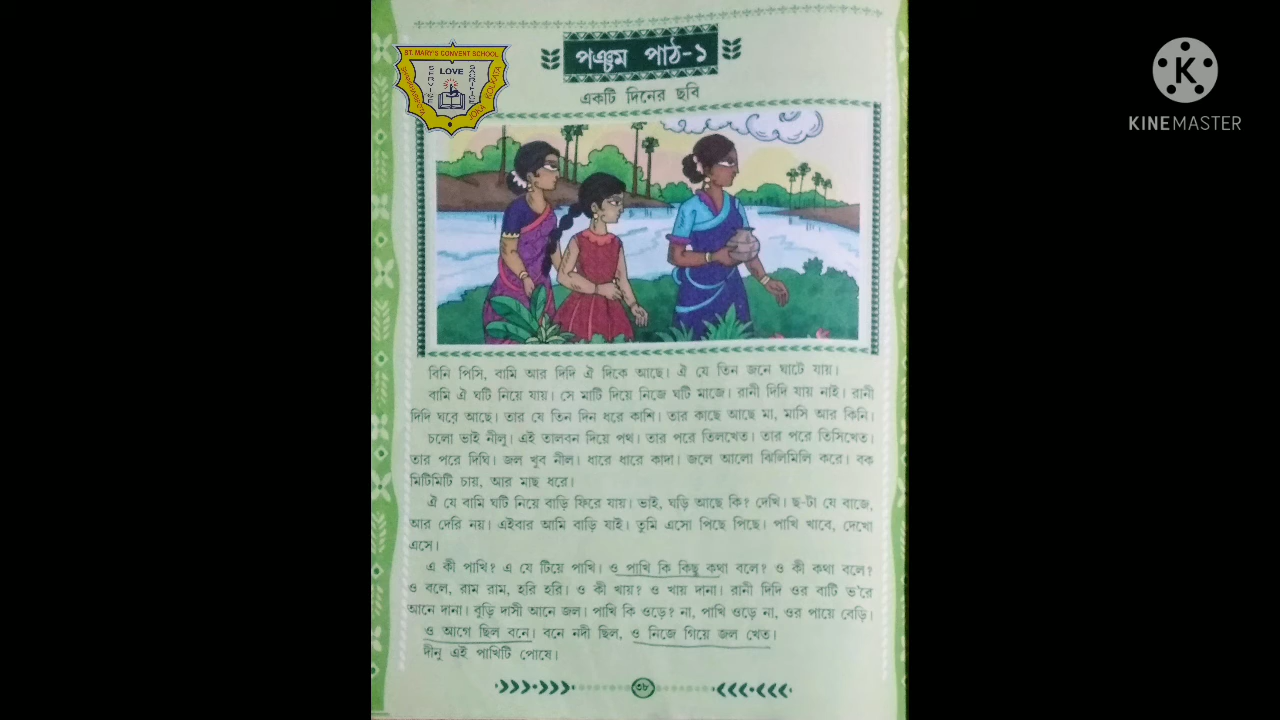 পঞ্চম পাঠ-১
একটি দিনের ছবি
ST. MARY'S CONVENT SCHOOL
LOVE
JOKA KOLKATA
KINEMASTER
বিনি পিসি, বামি আর দিদি ঐ দিকে আছে। ঐ যে তিন জনে ঘাটে যায়।
বামি ঐ ঘটি নিয়ে যায়। সে মাটি দিয়ে নিজে ঘটি মাজে। রানী দিদি যায় নাই। রানী
দিদি ঘরে আছে। তার যে তিন দিন ধরে কাশি। তার কাছে আছে মা, মাসি আর কিনি।
চলো ভাই নীলু। এই তালবন দিয়ে পথ। তার পরে তিলখেত। তার পরে তিসিখেত।
তার পরে দিঘি। জল খুব নীল। ধারে ধারে কাদা। জলে আলো ঝিলিমিলি করে। বক
মিটিমিটি চায়, আর মাছ ধরে।
ঐ যে বামি ঘটি নিয়ে বাড়ি ফিরে যায়। ভাই, ঘড়ি আছে কি? দেখি। ছ-টা যে বাজে,
আর দেরি নয়। এইবার আমি বাড়ি যাই। তুমি এসো পিছে পিছে। পাখি খাবে, দেখো
এসে।
এ কী পাখি? এ যে টিয়ে পাখি। ও পাখি কি কিছু কথা বলে? ও কী কথা বলে?
ও বলে, রাম রাম, হরি হরি। ও কী খায়? ও খায় দানা। রানী দিদি ওর বাটি ভ'রে
আনে দানা। বুড়ি দাসী আনে জল। পাখি কি ওড়ে? না, পাখি ওড়ে না, ওর পায়ে বেড়ি।
ও আগে ছিল বনে। বনে নদী ছিল, ও নিজে গিয়ে জল খেত।
দীনু এই পাখিটি পোষে।
৩৮